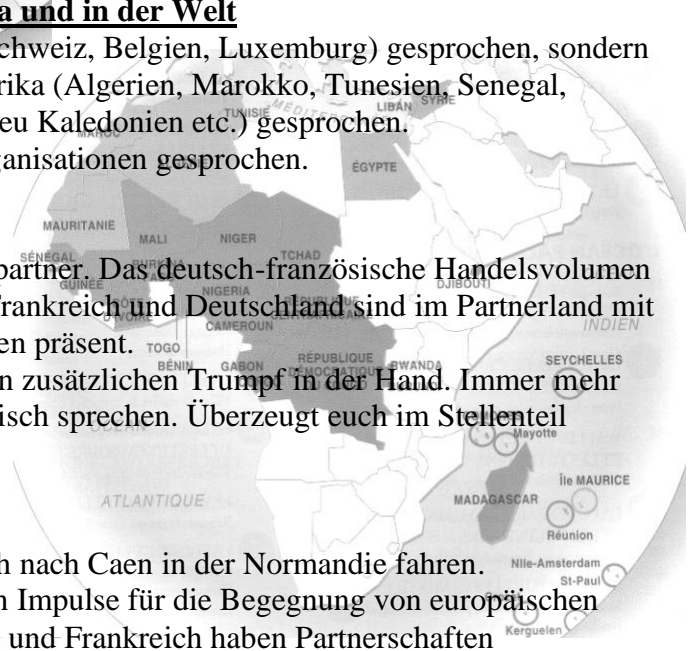 a und in der Welt
chweiz, Belgien, Luxemburg) gesprochen, sondern
rika (Algerien, Marokko, Tunesien, Senegal,
eu Kaledonien etc.) gesprochen.
ganisationen gesprochen.
partner. Das deutsch-französische Handelsvolumen
Frankreich und Deutschland sind im Partnerland mit
en präsent.
n zusätzlichen Trumpf in der Hand. Immer mehr
isch sprechen. Überzeugt euch im Stellenteil
h nach Caen in der Normandie fahren.
n Impulse für die Begegnung von europäischen
und Frankreich haben Partnerschaften
MAROC
TUNISIE
LIBAN
SYRIE
ÉGYPTE
MAURITANIE
MALI
NIGER
TCHAD
SÉNÉGAL
GUINÉE
DJIBOUTI
NIGERIA
CAMEROUN
INDIEN
TOGO
BÉNIN
GABON
RÉPUBLIQUE
DÉMOCRATIQUE
RWANDA
SEYCHELLES
OCÉAN
Mayotte
ATLANTIQUE
MADAGASCAR
Île MAURICE
Réunion
Nlle-Amsterdam
St-Paul
Kerguelen